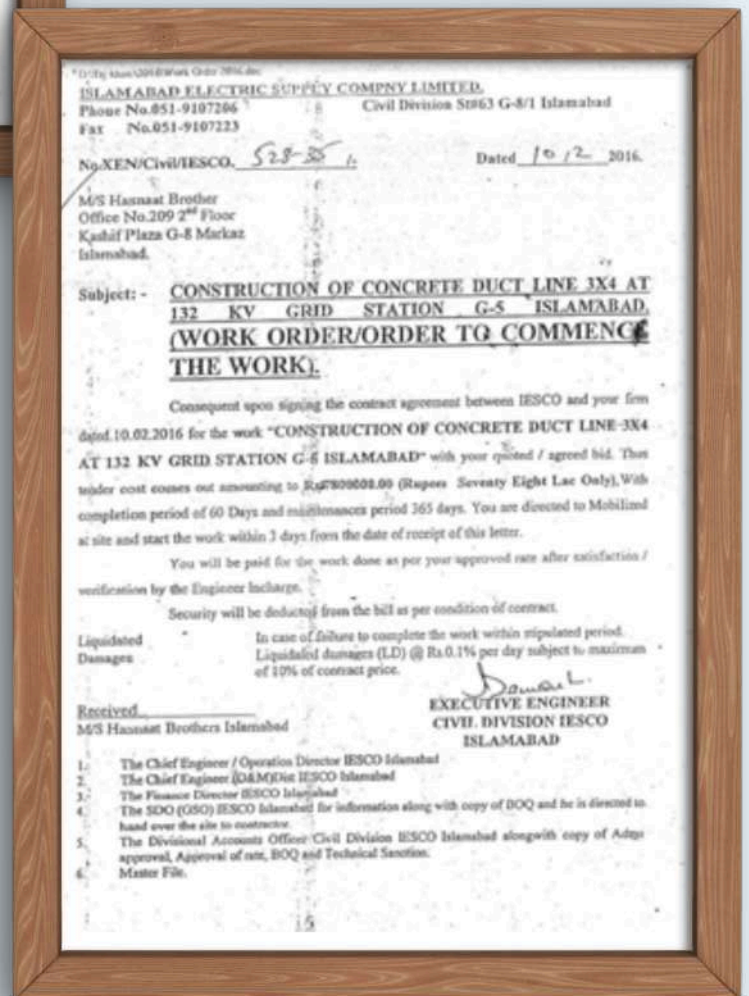 ISLAMABAD ELECTRIC SUPPLY COMPNY LIMITED.
Phone No.051-9107206 Civil Division St#63 G-8/1 Islamabad
Fax No.051-9107223
No.XEN/Civil/IESCO. 528-35 /. Dated 10/2 2016.
M/S Hasnaat Brother
Office No.209 2nd Floor
Kashif Plaza G-8 Markaz
Islamabad.
Subject: - CONSTRUCTION OF CONCRETE DUCT LINE 3X4 AT
132 KV GRID STATION G-5 ISLAMABAD.
(WORK ORDER/ORDER TO COMMENCE
THE WORK).
Consequent upon signing the contract agreement between IESCO and your firm
dated.10.02.2016 for the work "CONSTRUCTION OF CONCRETE DUCT LINE 3X4
AT 132 KV GRID STATION ISLAMABAD" with your quoted / agreed bid. Thus
tender cost comes out amounting to (Rupees Seventy Eight Lac Only), With
completion period of 60 Days and maintenances period 365 days. You are directed to Mobilized
at site and start the work within 3 days from the date of receipt of this letter.
You will be paid for the work done as per your approved rate after satisfaction /
verification by the Engineer Incharge.
Security will be deducted from the bill as per condition of contract.
Liquidated In case of failure to complete the work within stipulated period.
Damages Liquidated damages (LD) @ Rs.0.1% per day subject to maximum
of 10% of contract price.
EXECUTIVE ENGINEER
Received CIVIL DIVISION IESCO
M/S Hasnaat Brothers Islamabad ISLAMABAD
1. The Chief Engineer / Operation Director IESCO Islamabad
2. The Chief Engineer (O&M)Dist IESCO Islamabad
3. The Finance Director IESCO Islamabad
4. The SDO (GSO) IESCO Islamabad for information along with copy of BOQ and he is directed to
hand over the site to contractor.
5. The Divisional Accounts Officer Civil Division IESCO Islamabad alongwith copy of
approval, Approval of rate, BOQ and Technical Sanction.
6. Master File.